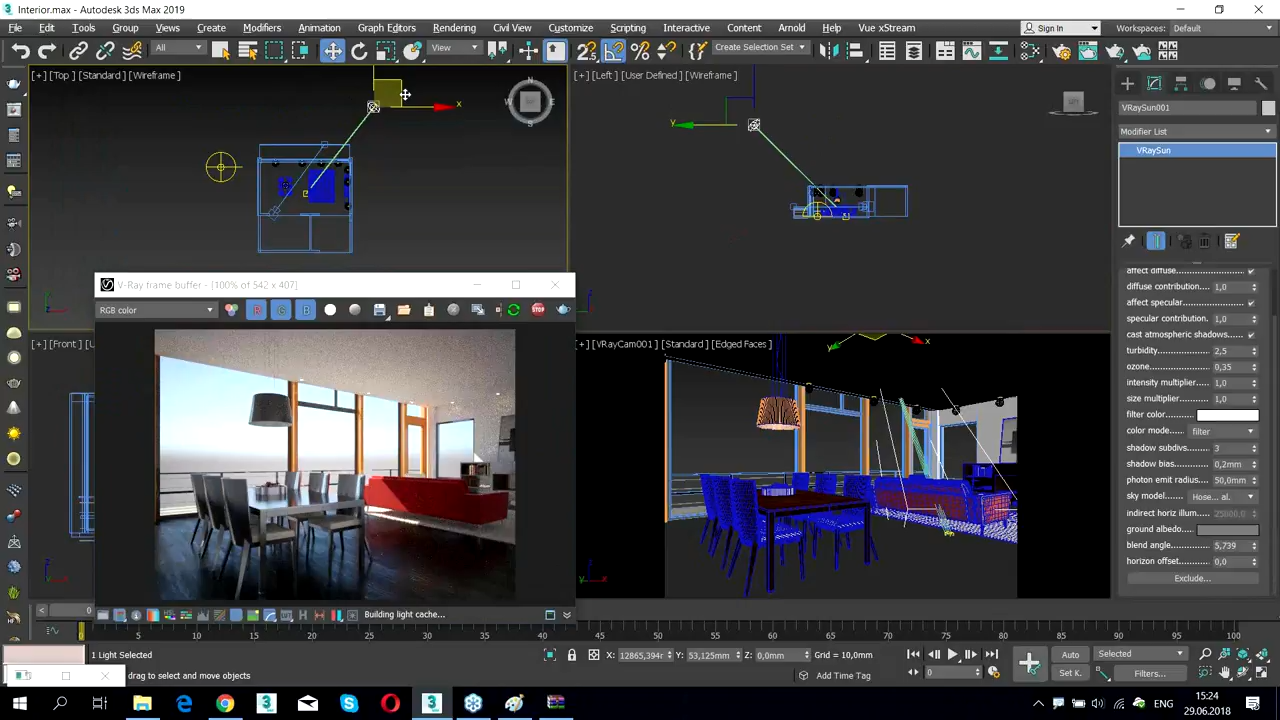 Interior.max - Autodesk 3ds Max 2019
File Edit Tools Group Views Create Modifiers Animation Graph Editors Rendering Civil View Customize Scripting Interactive Content Arnold Help Vue xStream Sign In Workspaces: Default
All View Create Selection Set
[+] [Top] [Standard] [Wireframe]
[+] [Left] [User Defined] [Wireframe]
VRaySun001
Modifier List
VRaySun
affect diffuse
diffuse contribution. 1,0
affect specular
specular contribution. 1,0
cast atmospheric shadows
turbidity 2,5
ozone 0,35
intensity multiplier 1,0
size multiplier 1,0
filter color
color mode filter
shadow subdivs 3
shadow bias 0,2mm
photon emit radius 50,0mm
sky model Hose... al.
indirect horiz illum. 25000,0
ground albedo
blend angle 5,739
horizon offset 0,0
Exclude...
V-Ray frame buffer - [100% of 542 x 407]
RGB color
Building light cache...
[+] [Front]
[+] [VRayCam001] [Standard] [Edged Faces]
0 5 10 15 20 25 30 35 40 45 50 55 60 65 70 75 80 85 90 95 100
1 Light Selected X: 12865,394 Y: 53,125mm Z: 0,0mm Grid = 10,0mm Auto Selected
drag to select and move objects Add Time Tag 0 Set K. Filters...
ENG 15:24
29.06.2018